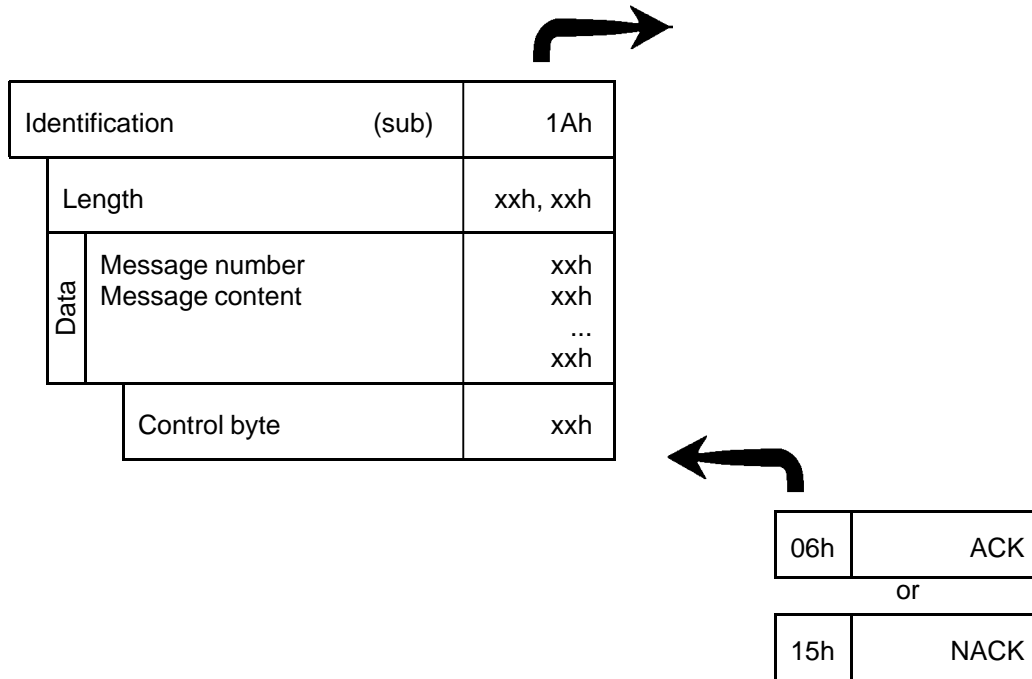 Identification (sub) 1Ah
Length xxh, xxh
Data
Message number xxh
Message content xxh
...
xxh
Control byte xxh
06h ACK
or
15h NACK